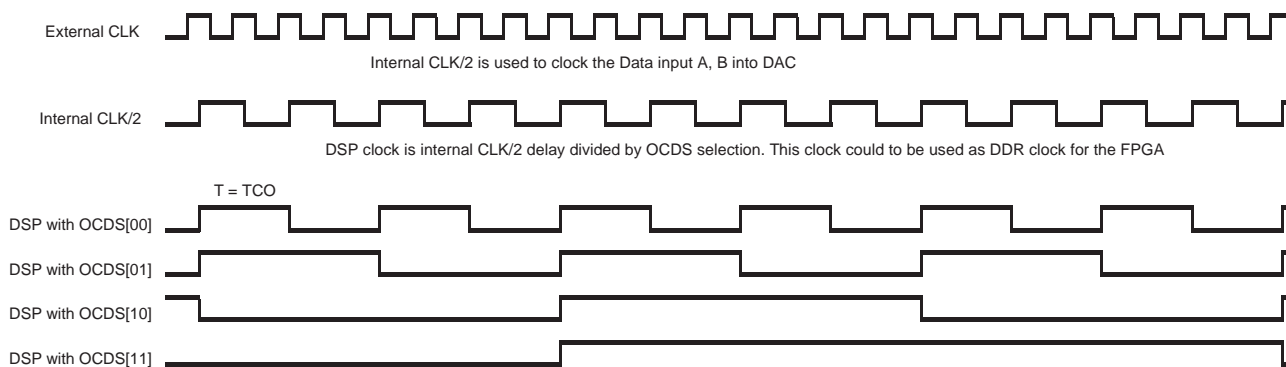 External CLK
Internal CLK/2 is used to clock the Data input A, B into DAC
Internal CLK/2
DSP clock is internal CLK/2 delay divided by OCDS selection. This clock could to be used as DDR clock for the FPGA
T = TCO
DSP with OCDS[00]
DSP with OCDS[01]
DSP with OCDS[10]
DSP with OCDS[11]